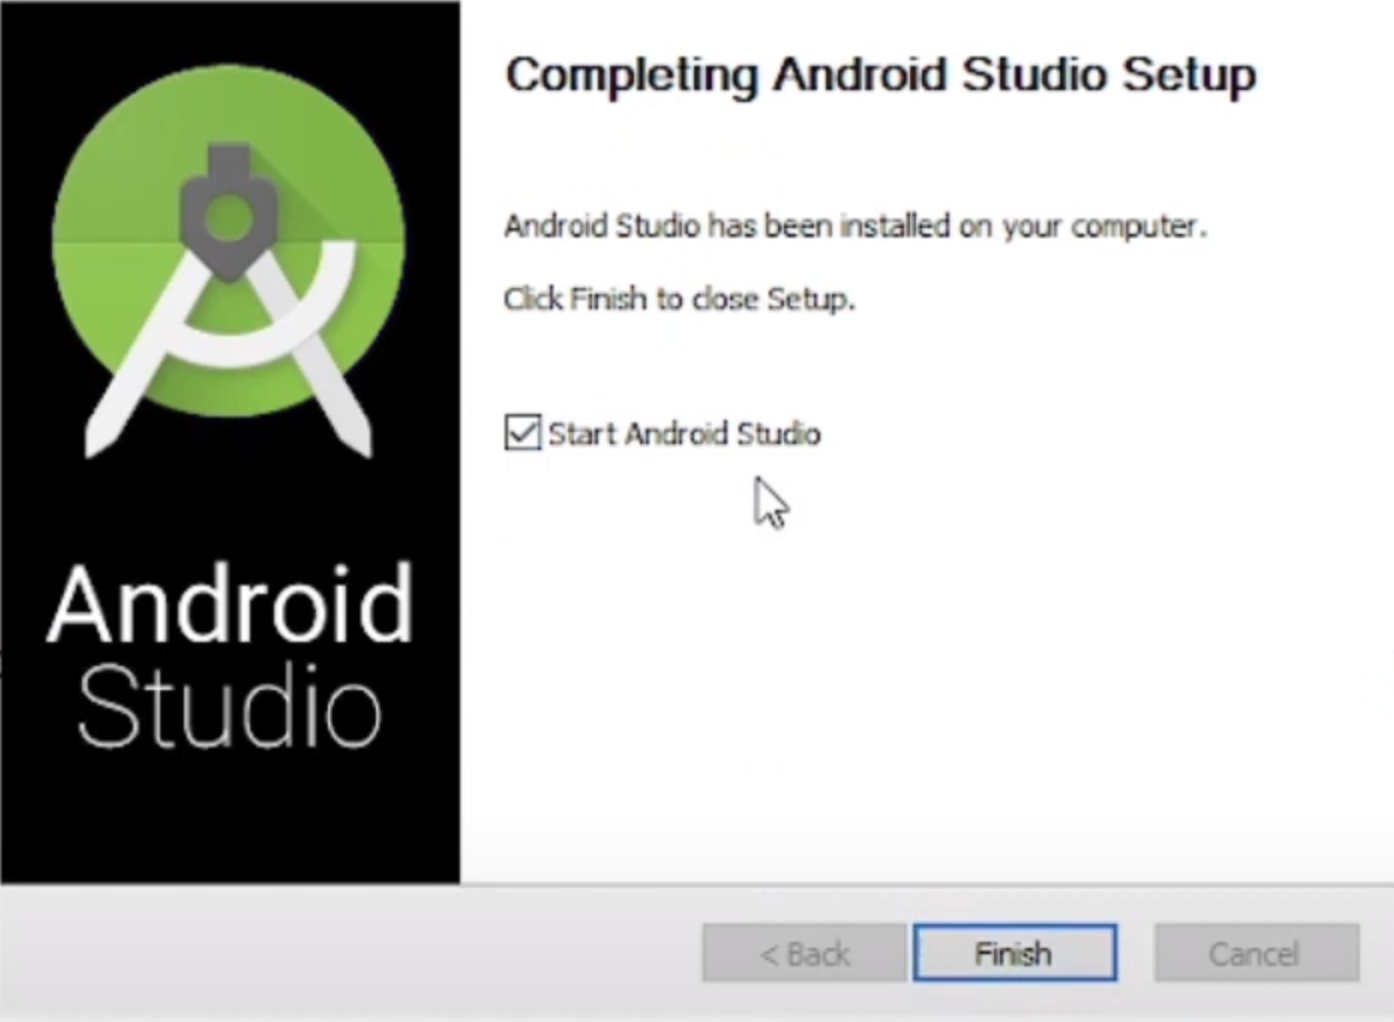 Completing Android Studio Setup
Android Studio has been installed on your computer.
Click Finish to close Setup.
Start Android Studio
Android
Studio
< Back
Finish
Cancel